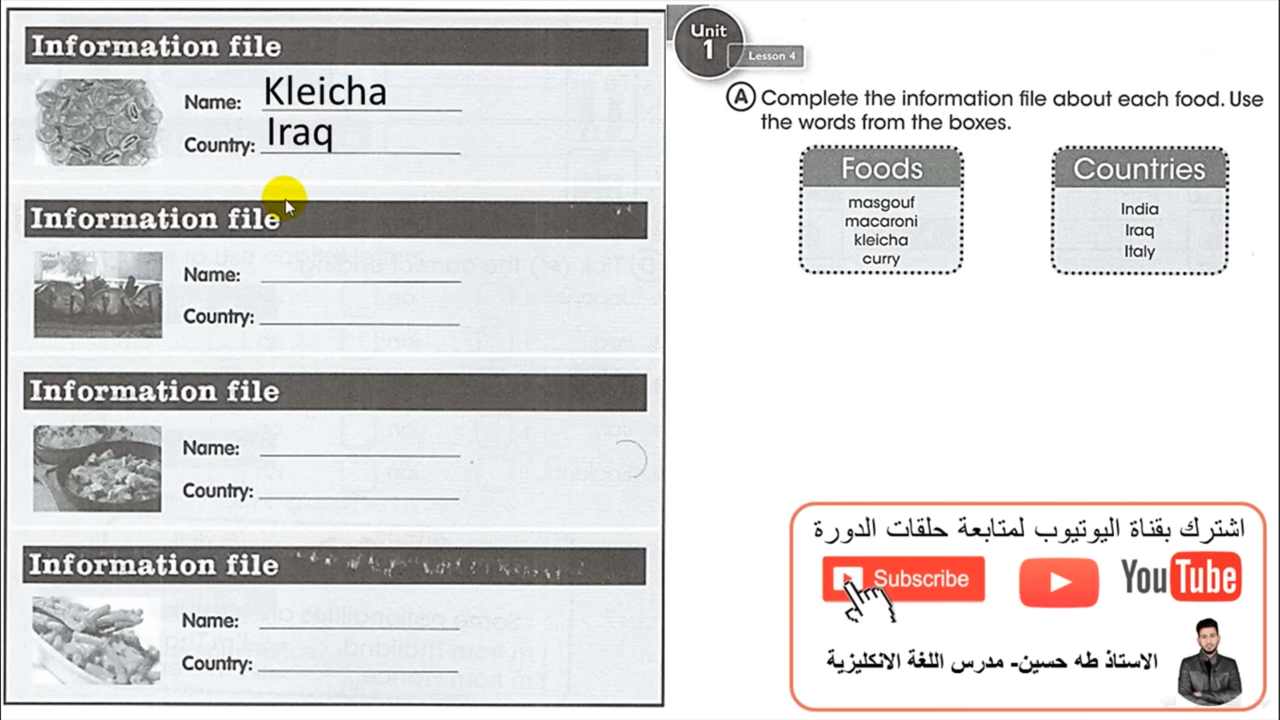 Information file
Name: Kleicha
Country: Iraq
Information file
Name:
Country:
Information file
Name:
Country:
Information file
Name:
Country:
Unit
1
Lesson 4
A Complete the information file about each food. Use
the words from the boxes.
Foods
masgouf
macaroni
kleicha
curry
Countries
India
Iraq
Italy
اشترك بقناة اليوتيوب لمتابعة حلقات الدورة
Subscribe
YouTube
الاستاذ طه حسين- مدرس اللغة الانكليزية